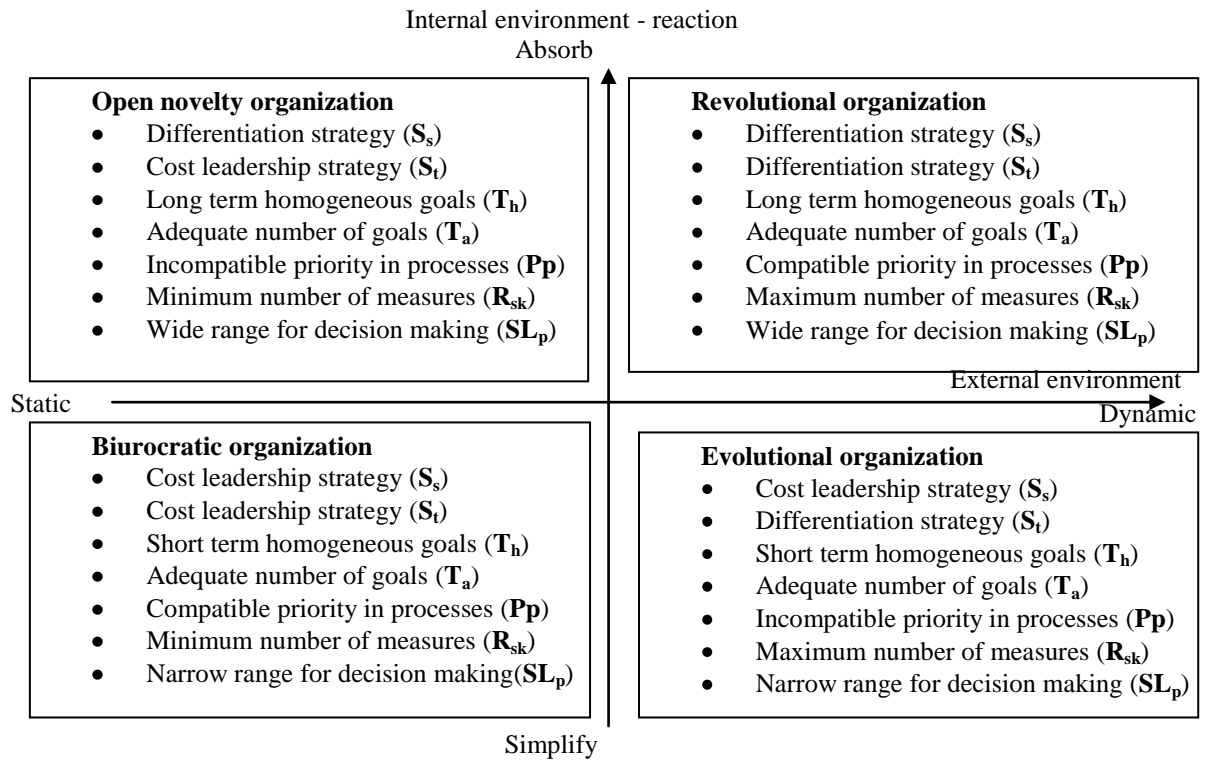 Internal environment - reaction
Absorb
Open novelty organization
• Differentiation strategy (Ss)
• Cost leadership strategy (St)
• Long term homogeneous goals (Th)
• Adequate number of goals (Ta)
• Incompatible priority in processes (Pp)
• Minimum number of measures (Rsk)
• Wide range for decision making (SLp)
Revolutional organization
• Differentiation strategy (Ss)
• Differentiation strategy (St)
• Long term homogeneous goals (Th)
• Adequate number of goals (Ta)
• Compatible priority in processes (Pp)
• Maximum number of measures (Rsk)
• Wide range for decision making (SLp)
External environment
Static
Dynamic
Biurocratic organization
• Cost leadership strategy (Ss)
• Cost leadership strategy (St)
• Short term homogeneous goals (Th)
• Adequate number of goals (Ta)
• Compatible priority in processes (Pp)
• Minimum number of measures (Rsk)
• Narrow range for decision making(SLp)
Evolutional organization
• Cost leadership strategy (Ss)
• Differentiation strategy (St)
• Short term homogeneous goals (Th)
• Adequate number of goals (Ta)
• Incompatible priority in processes (Pp)
• Maximum number of measures (Rsk)
• Narrow range for decision making (SLp)
Simplify